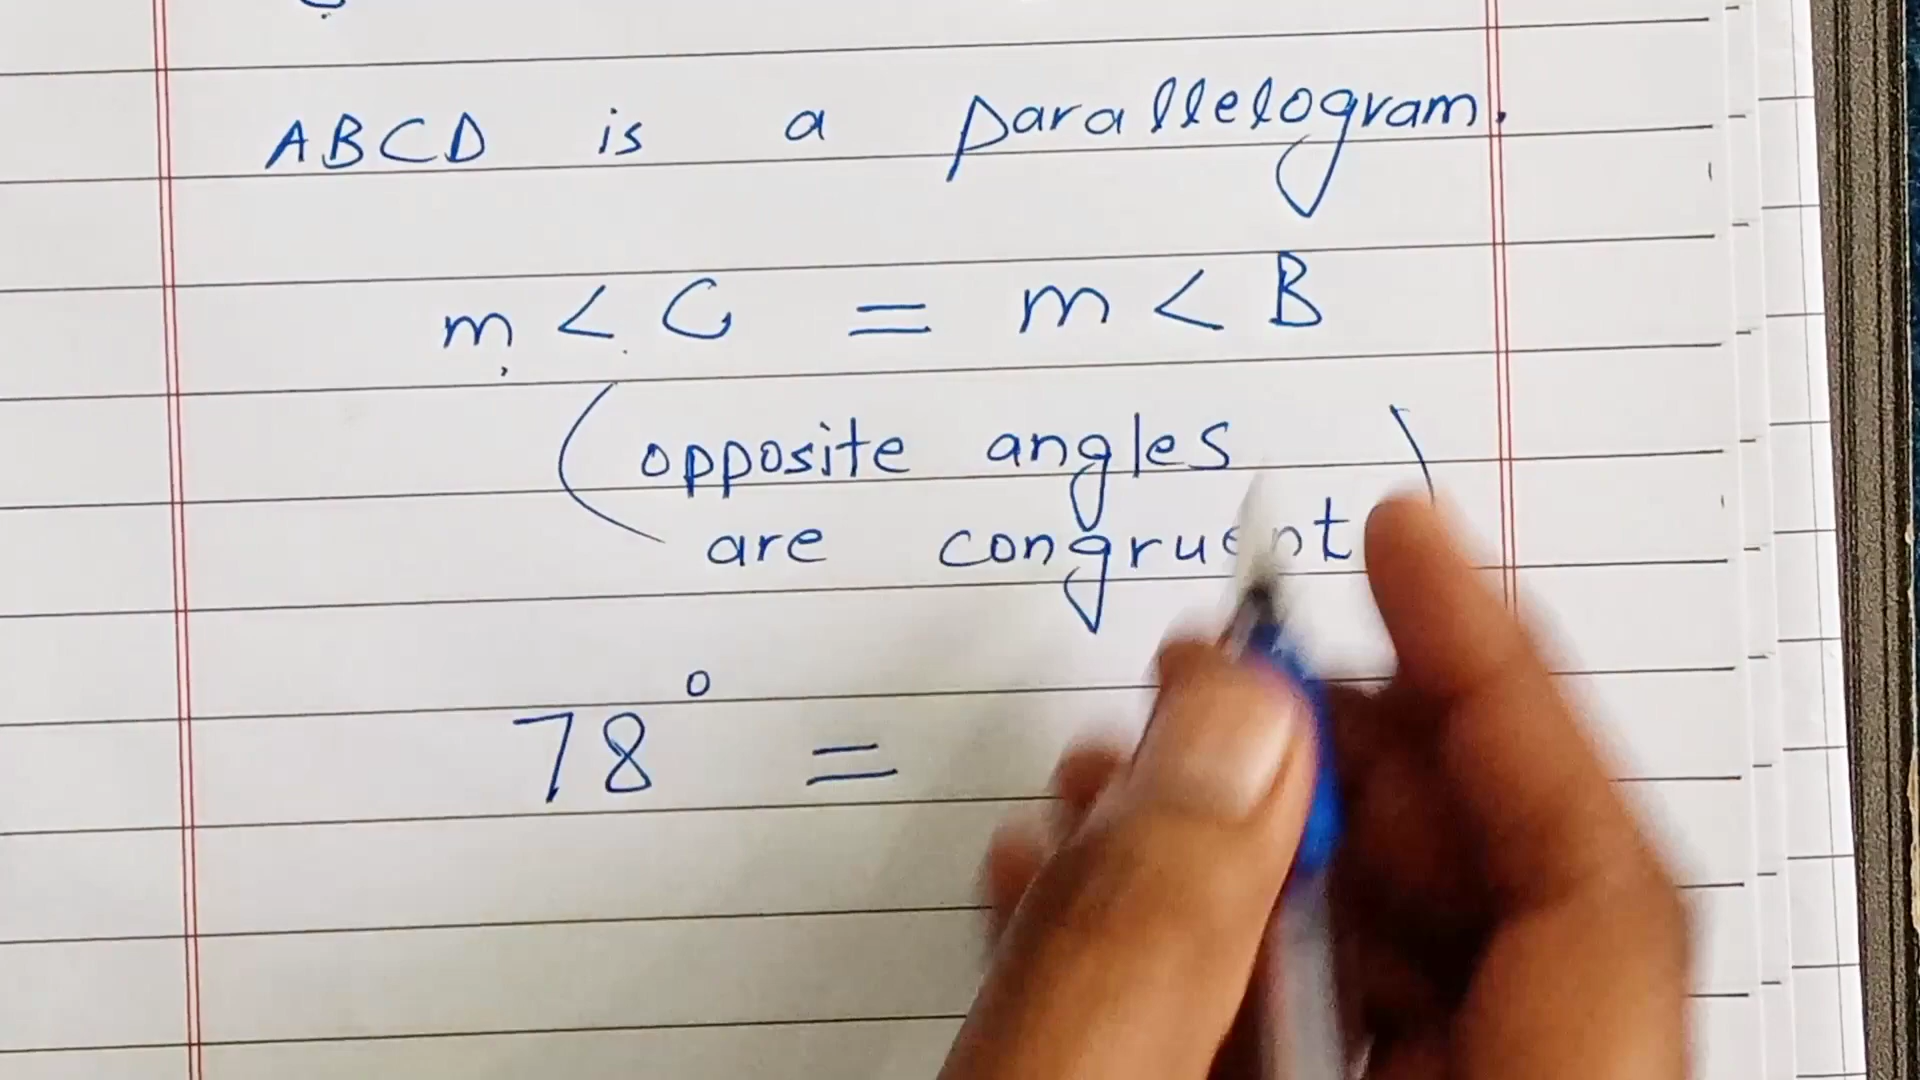 ABCD is a parallelogram.
m < C = m < B
(opposite angles)
are congruent
78° =